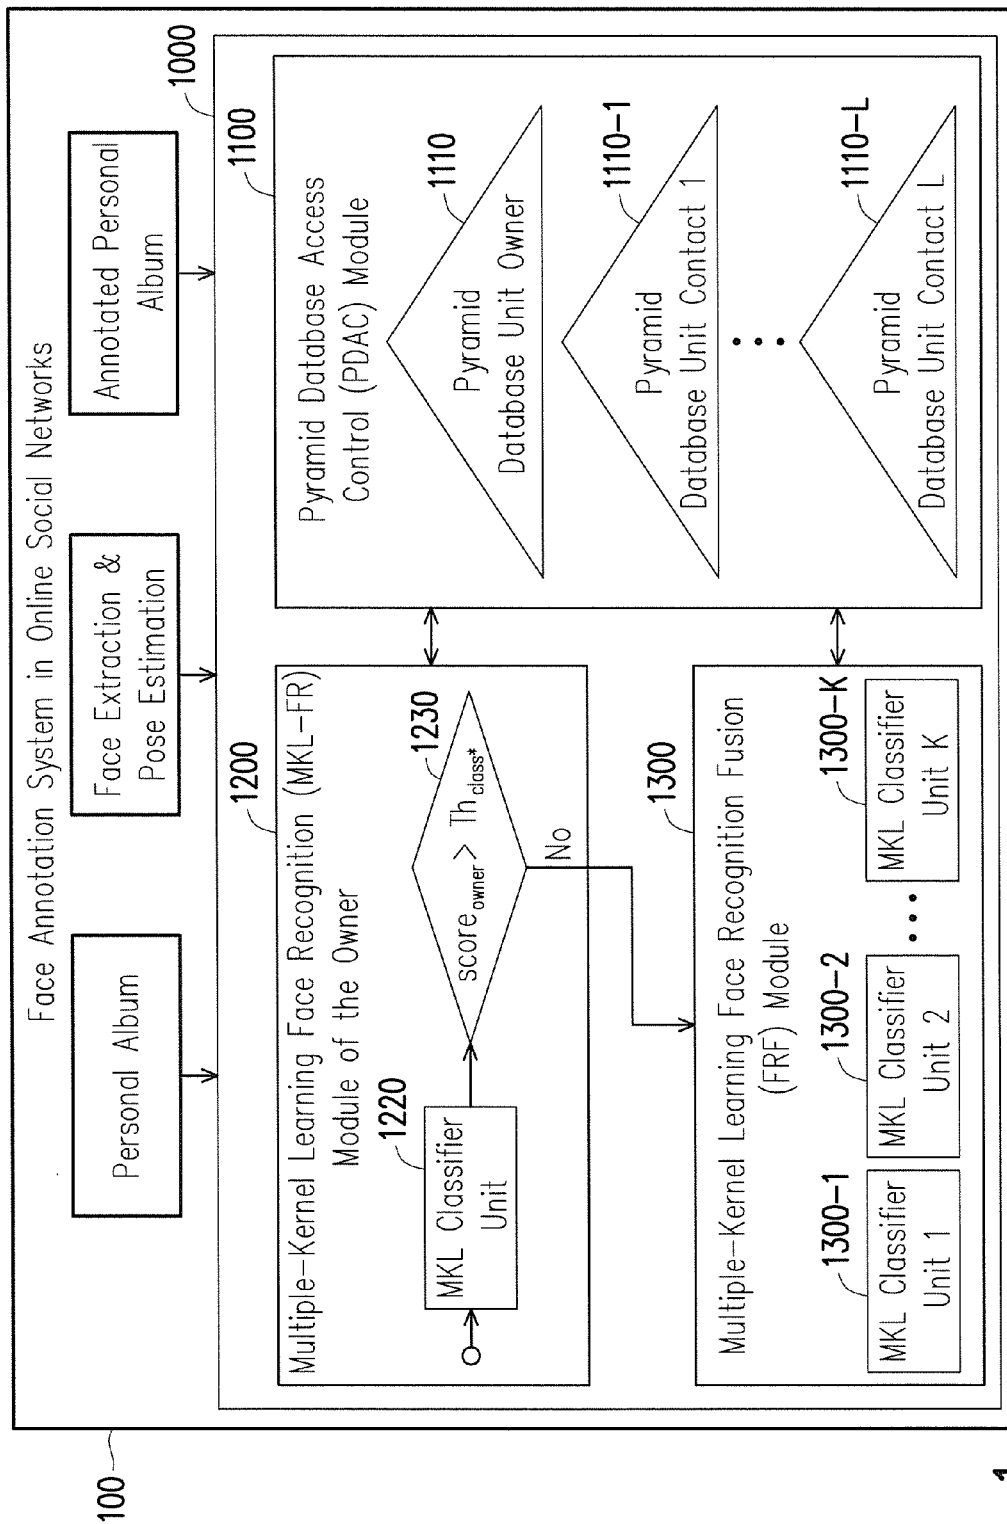 100
Face Annotation System in Online Social Networks
Personal Album
Face Extraction &
Pose Estimation
Annotated Personal
Album
1000
1200
Multiple-Kernel Learning Face Recognition (MKL-FR)
Module of the Owner
1220
MKL Classifier
Unit
1230
score_owner > Th_class*
No
1300
Multiple-Kernel Learning Face Recognition Fusion
(FRF) Module
1300-1
MKL Classifier
Unit 1
1300-2
MKL Classifier
Unit 2
1300-K
MKL Classifier
Unit K
1100
Pyramid Database Access
Control (PDAC) Module
1110
Pyramid
Database Unit Owner
1110-1
Pyramid
Database Unit Contact 1
1110-L
Pyramid
Database Unit Contact L